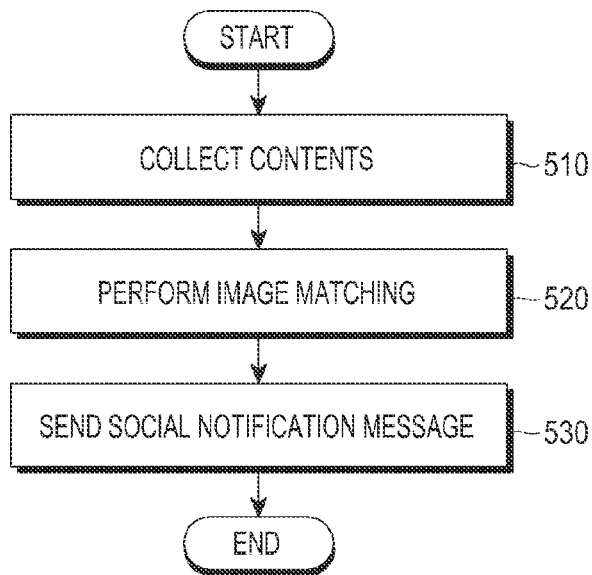 START
COLLECT CONTENTS
510
PERFORM IMAGE MATCHING
520
SEND SOCIAL NOTIFICATION MESSAGE
530
END